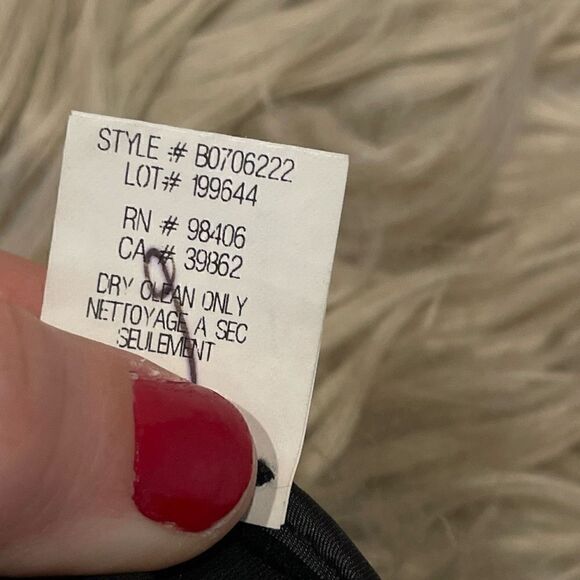 STYLE # B0706222
LOT# 199644
RN # 98406
CA # 39862
DRY CLEAN ONLY
NETTOYAGE A SEC
SEULEMENT